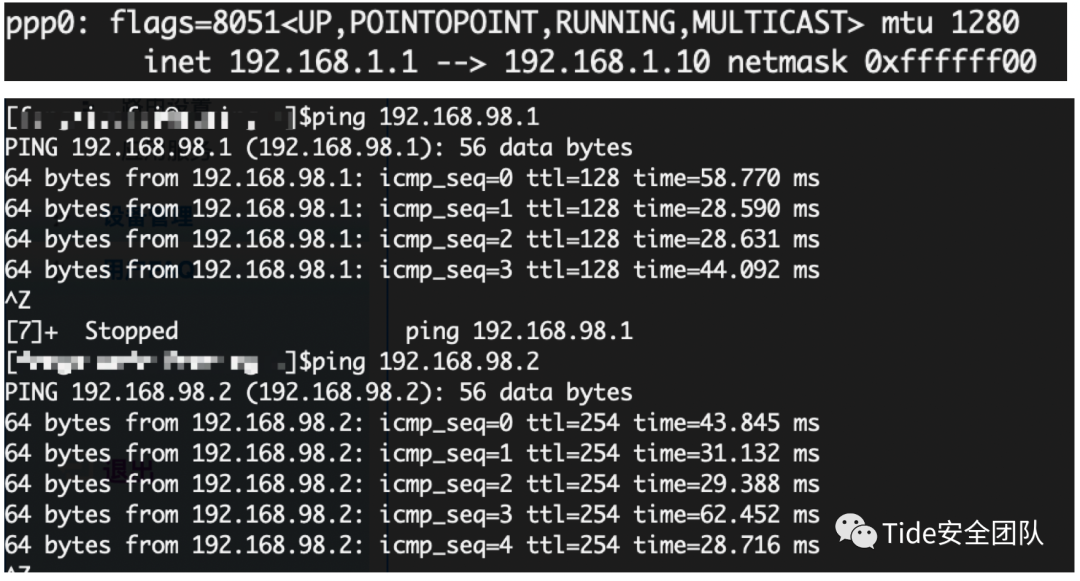 ppp0: flags=8051<UP,POINTOPOINT,RUNNING,MULTICAST> mtu 1280
inet 192.168.1.1 --> 192.168.1.10 netmask 0xffffff00
]$ping 192.168.98.1
PING 192.168.98.1 (192.168.98.1): 56 data bytes
64 bytes from 192.168.98.1: icmp_seq=0 ttl=128 time=58.770 ms
64 bytes from 192.168.98.1: icmp_seq=1 ttl=128 time=28.590 ms
64 bytes from 192.168.98.1: icmp_seq=2 ttl=128 time=28.631 ms
64 bytes from 192.168.98.1: icmp_seq=3 ttl=128 time=44.092 ms
^Z
[7]+ Stopped ping 192.168.98.1
]$ping 192.168.98.2
PING 192.168.98.2 (192.168.98.2): 56 data bytes
64 bytes from 192.168.98.2: icmp_seq=0 ttl=254 time=43.845 ms
64 bytes from 192.168.98.2: icmp_seq=1 ttl=254 time=31.132 ms
64 bytes from 192.168.98.2: icmp_seq=2 ttl=254 time=29.388 ms
64 bytes from 192.168.98.2: icmp_seq=3 ttl=254 time=62.452 ms
64 bytes from 192.168.98.2: icmp_seq=4 ttl=254 time=28.716 ms
^Z
设备管理
退出
Tide安全团队